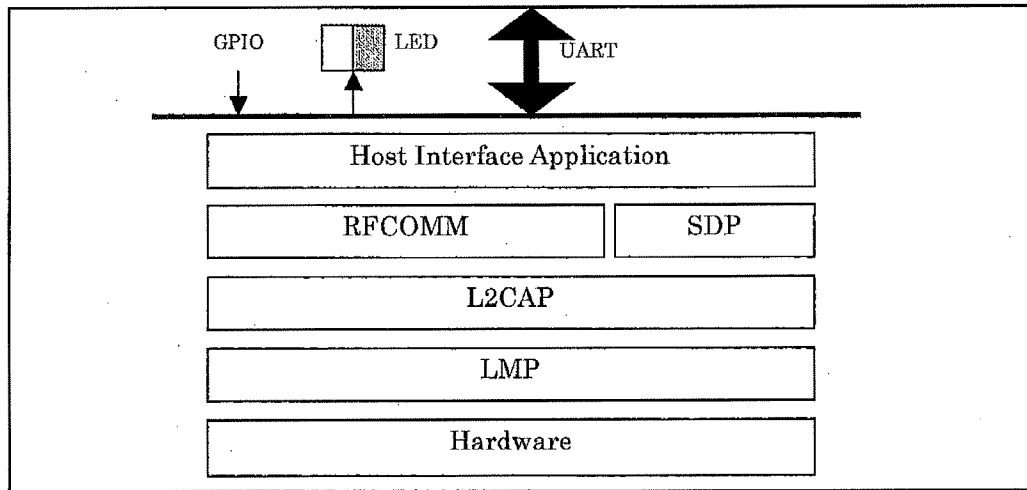 GPIO LED UART
Host Interface Application
RFCOMM SDP
L2CAP
LMP
Hardware